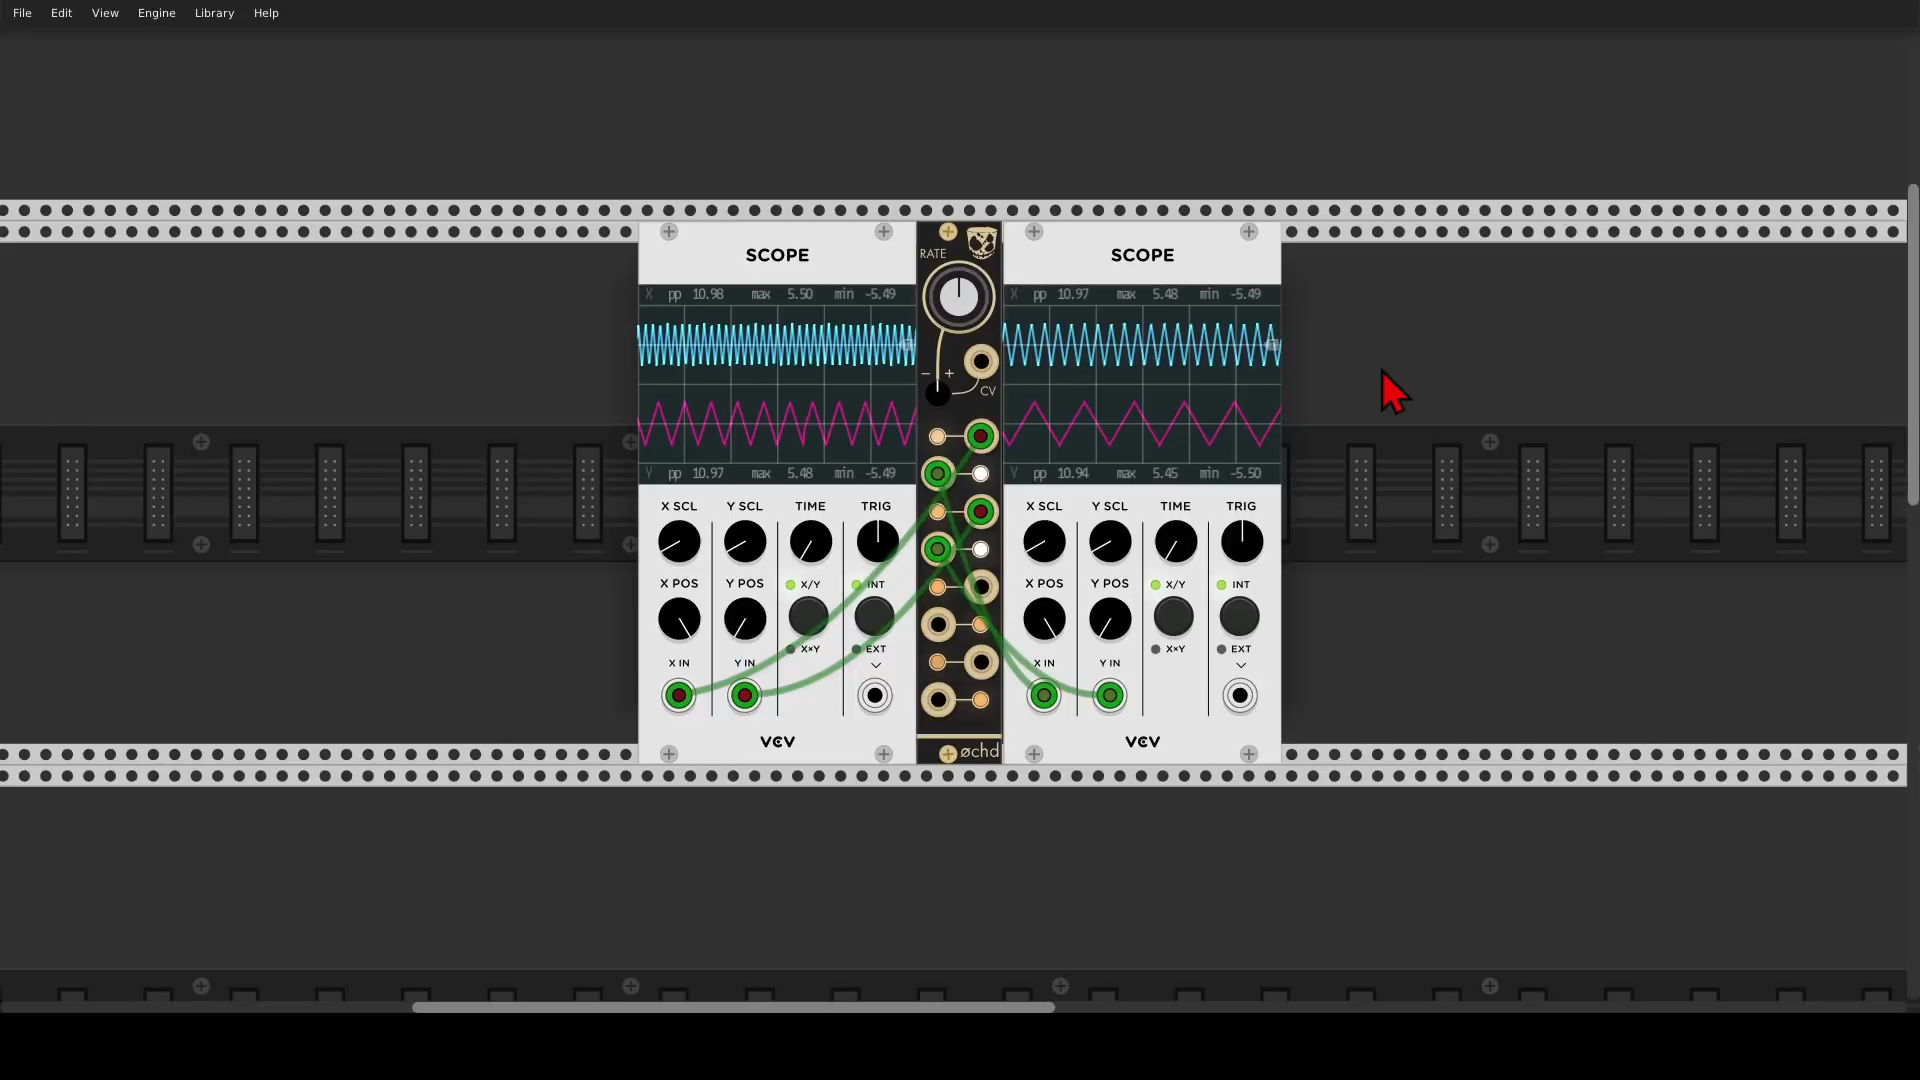 File Edit View Engine Library Help
SCOPE
X pp 10.98 max 5.50 min -5.49
Y pp 10.97 max 5.48 min -5.49
X SCL Y SCL TIME TRIG
X POS Y POS X/Y INT
X×Y EXT
X IN Y IN
VCV
RATE
- +
CV
øchd
SCOPE
X pp 10.97 max 5.48 min -5.49
Y pp 10.94 max 5.45 min -5.50
X SCL Y SCL TIME TRIG
X POS Y POS X/Y INT
X×Y EXT
X IN Y IN
VCV